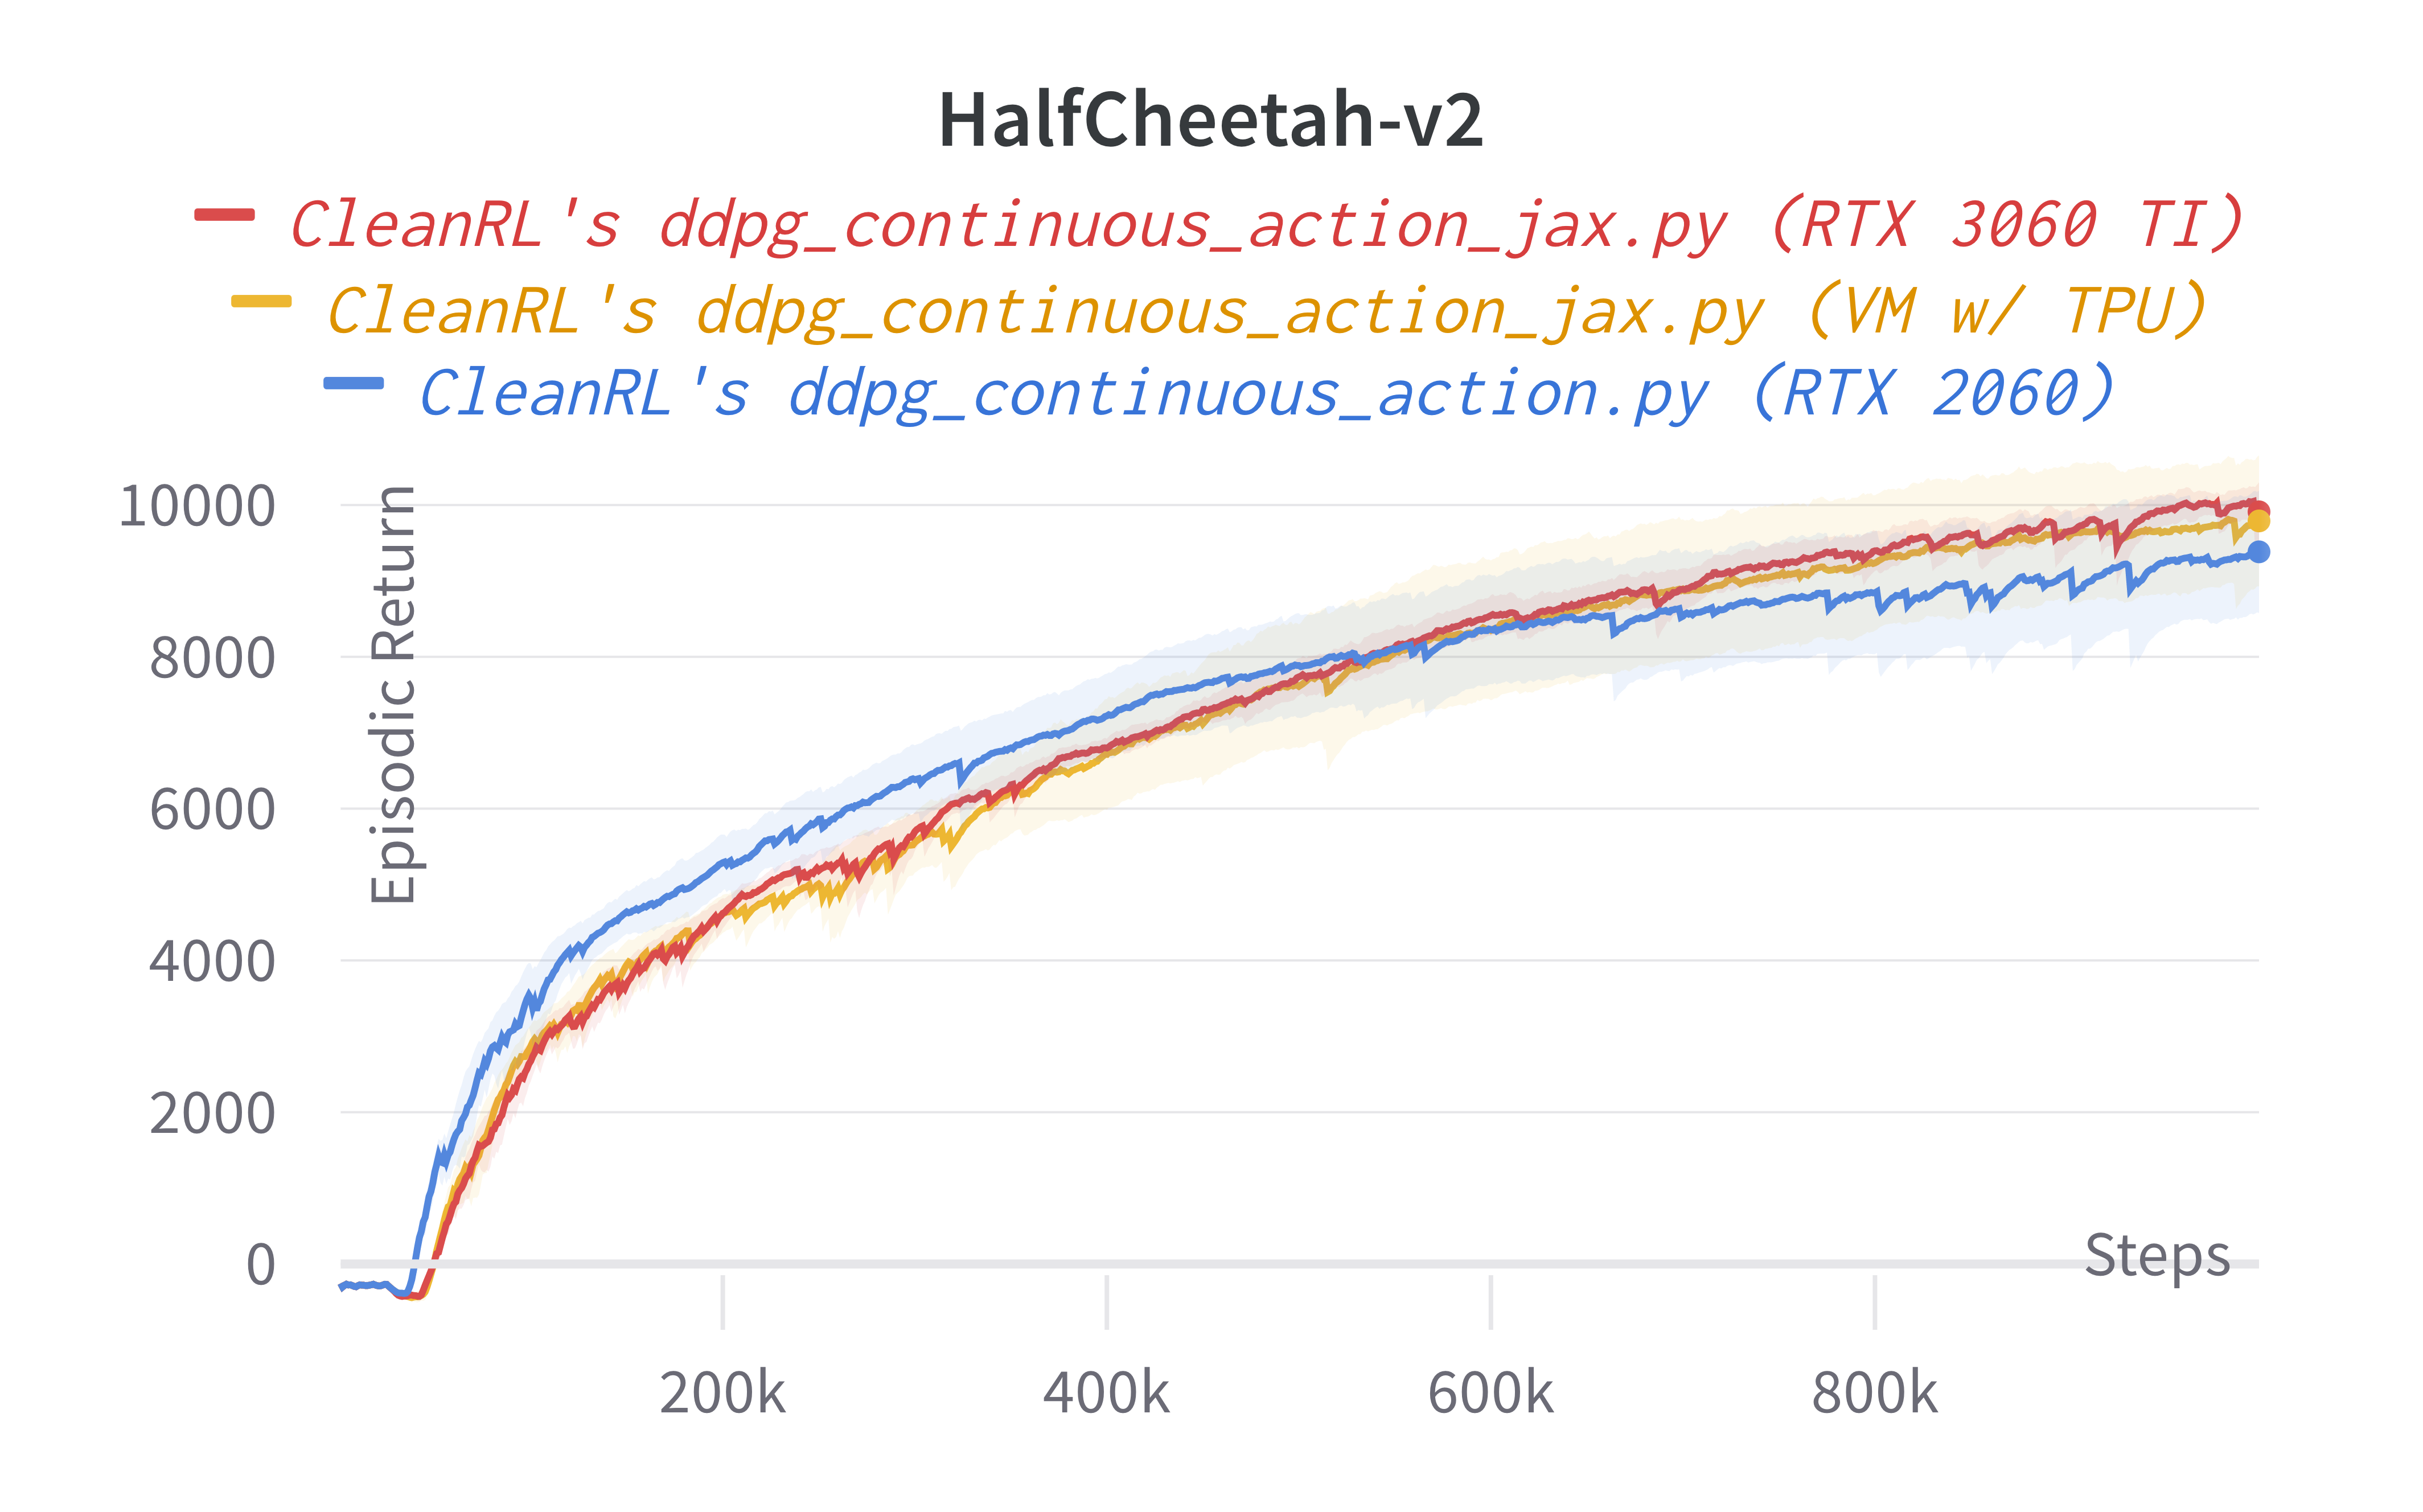 HalfCheetah-v2
CleanRL's ddpg_continuous_action_jax.py (RTX 3060 TI)
CleanRL's ddpg_continuous_action_jax.py (VM w/ TPU)
CleanRL's ddpg_continuous_action.py (RTX 2060)
Episodic Return
10000
8000
6000
4000
2000
0
Steps
200k 400k 600k 800k